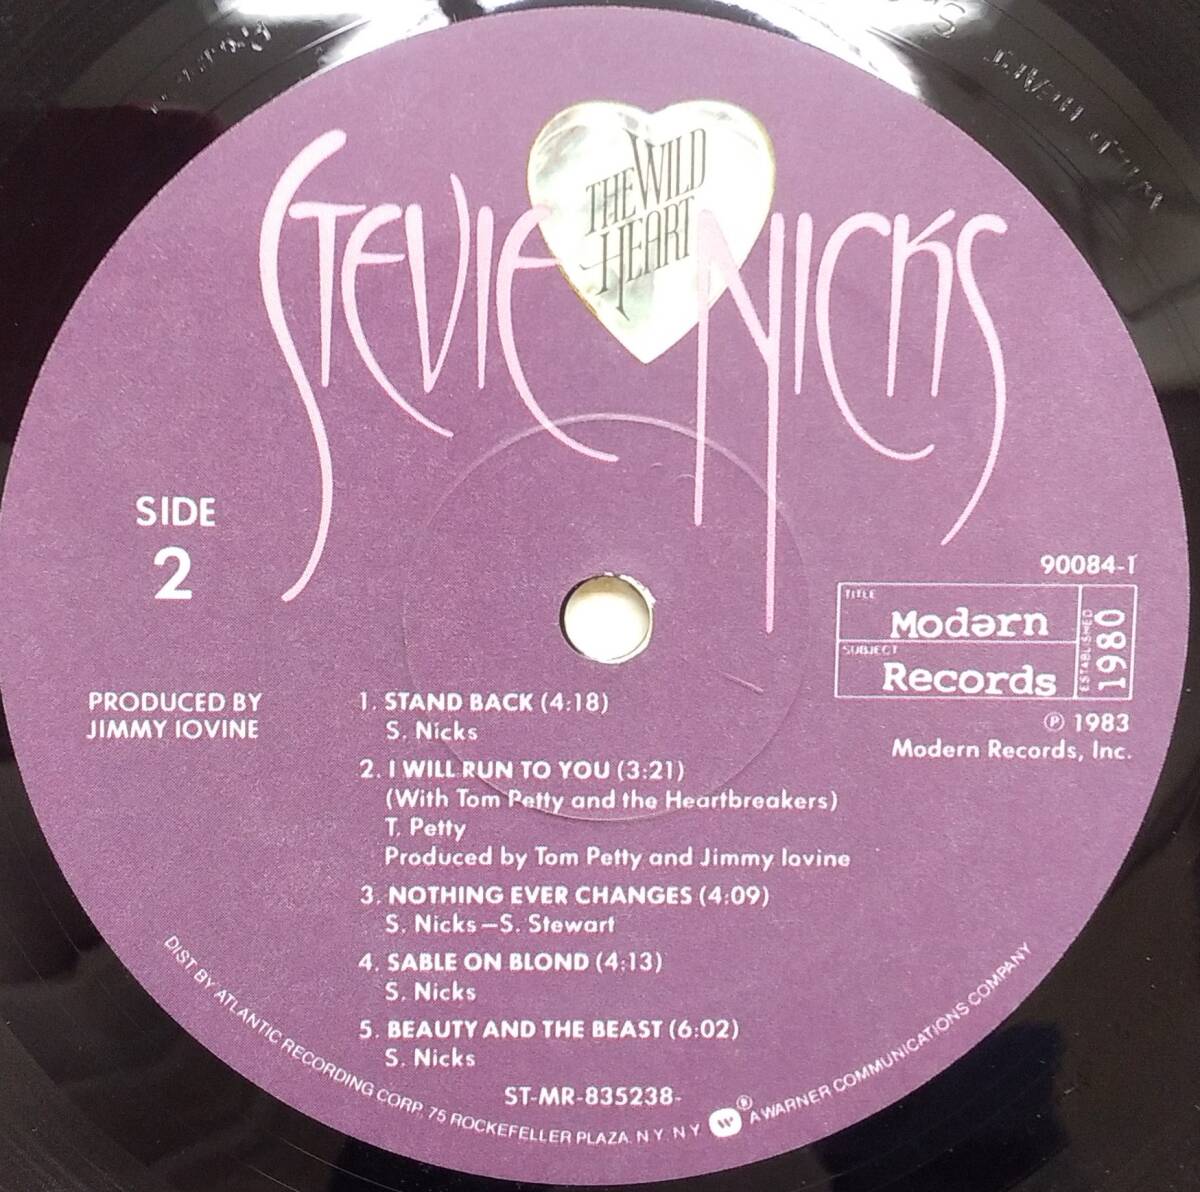 STEVIE NICKS
THE WILD
HEART
SIDE
2
90084-1
TITLE
Modərn
SUBJECT
Records
ESTABLISHED
1980
PRODUCED BY
JIMMY IOVINE
℗ 1983
Modern Records, Inc.
1. STAND BACK (4:18)
S. Nicks
2. I WILL RUN TO YOU (3:21)
(With Tom Petty and the Heartbreakers)
T. Petty
Produced by Tom Petty and Jimmy Iovine
3. NOTHING EVER CHANGES (4:09)
S. Nicks—S. Stewart
4. SABLE ON BLOND (4:13)
S. Nicks
5. BEAUTY AND THE BEAST (6:02)
S. Nicks
ST-MR-835238-
DIST BY ATLANTIC RECORDING CORP. 75 ROCKEFELLER PLAZA. N.Y. N.Y. ® A WARNER COMMUNICATIONS COMPANY